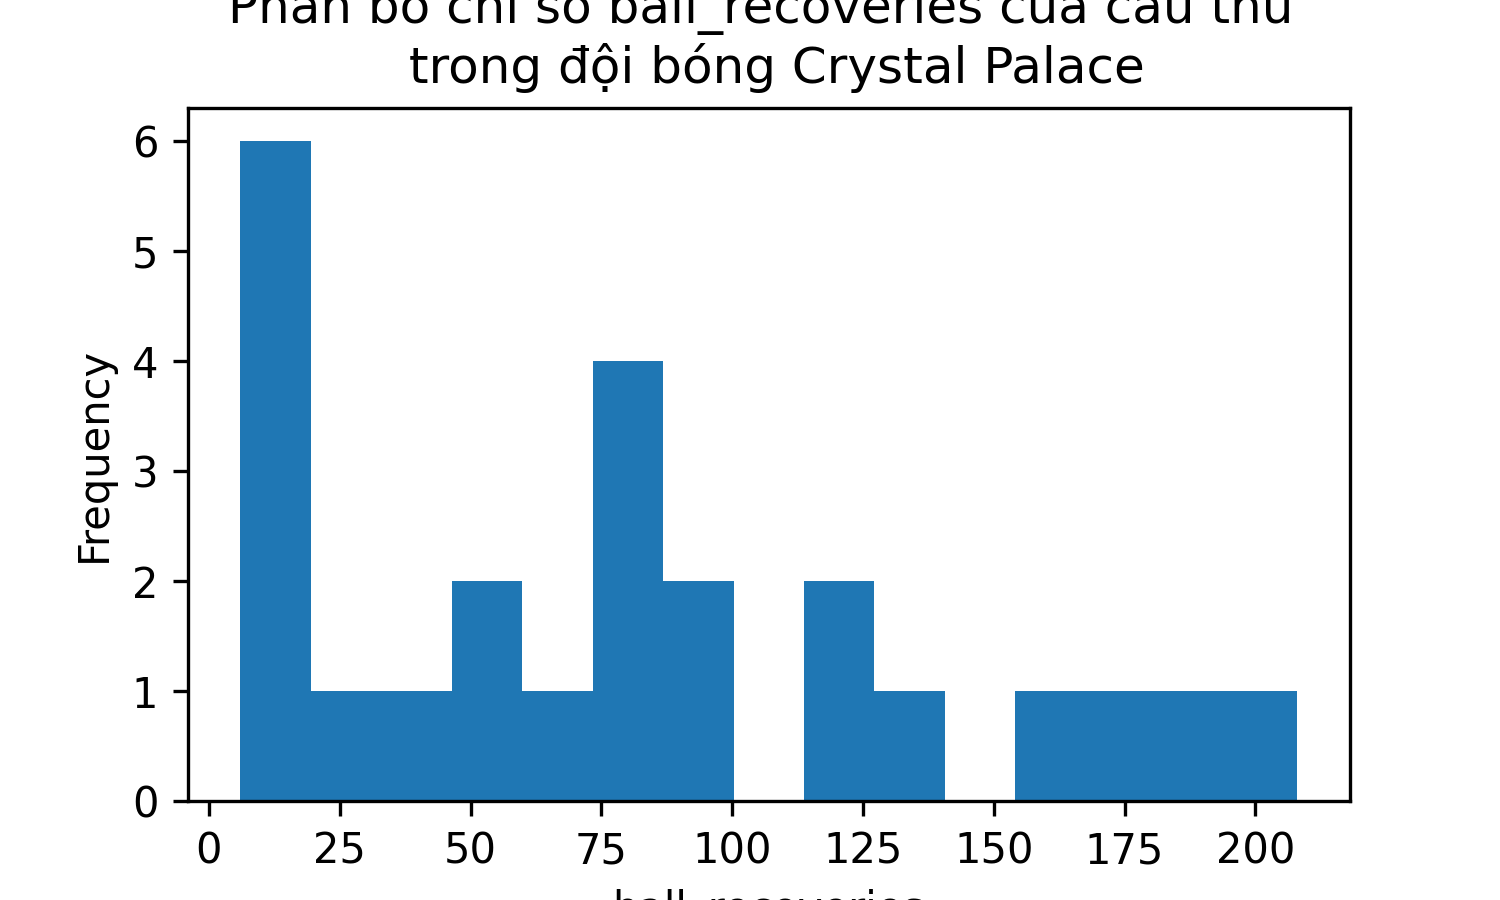 Phân bố chỉ số ball_recoveries của cầu thủ
trong đội bóng Crystal Palace
6
5
4
3
2
1
0
Frequency
0 25 50 75 100 125 150 175 200
ball_recoveries